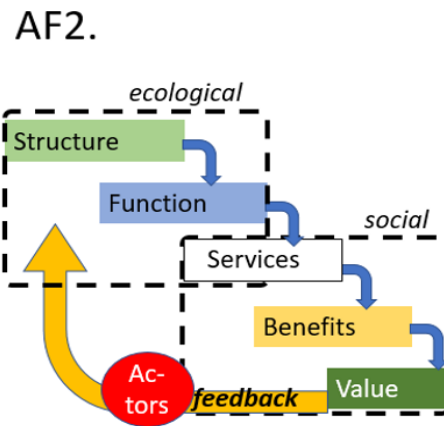 AF2.
ecological
Structure
Function
social
Services
Benefits
Ac-
tors
feedback
Value